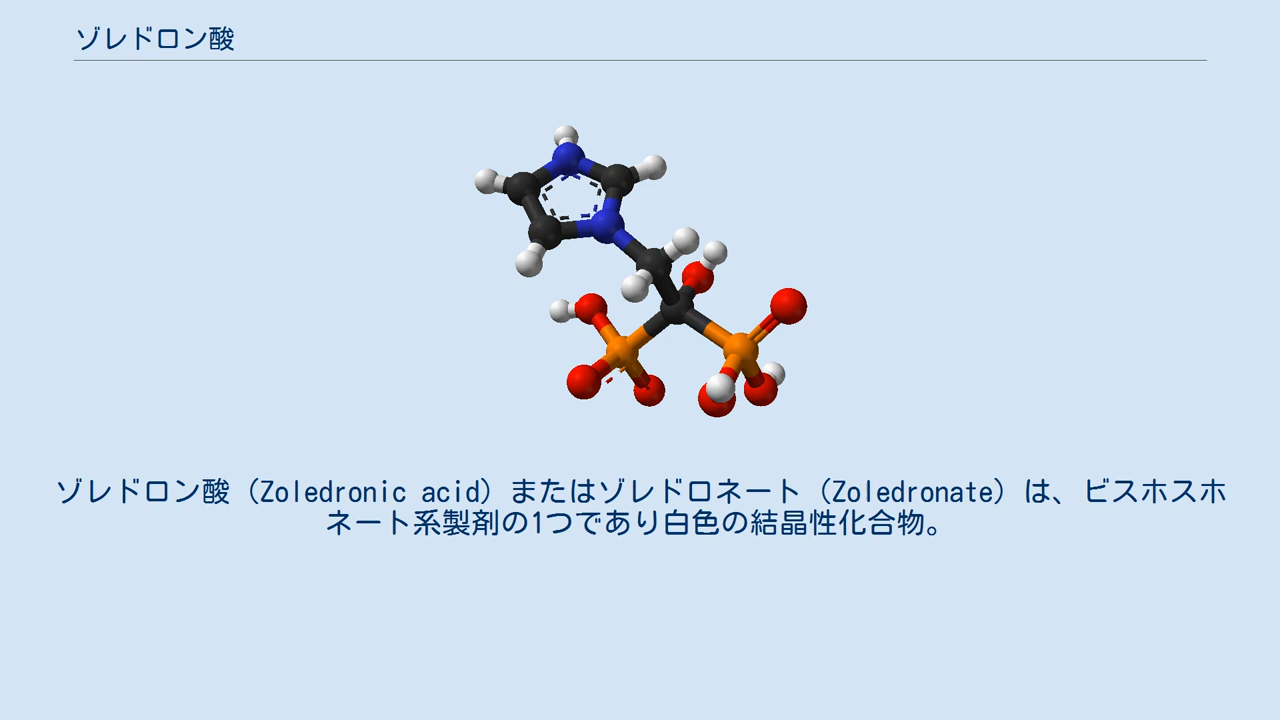 ゾレドロン酸
ゾレドロン酸（Zoledronic acid）またはゾレドロネート（Zoledronate）は、ビスホスホ
ネート系製剤の1つであり白色の結晶性化合物。